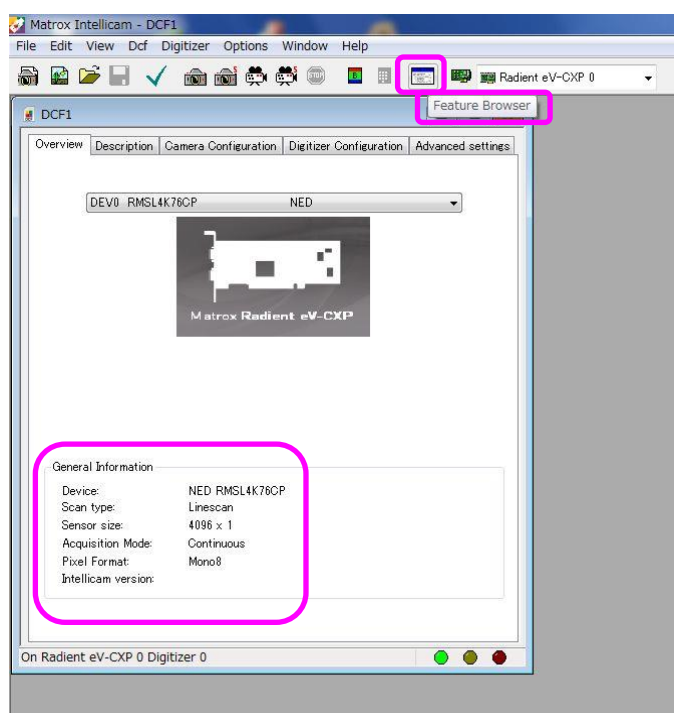 Matrox Intellicam - DCF1
File Edit View Dcf Digitizer Options Window Help
Radient eV-CXP 0
Feature Browser
DCF1
Overview Description Camera Configuration Digitizer Configuration Advanced settings
DEV0 RMSL4K76CP NED
Matrox Radient eV-CXP
General Information
Device: NED RMSL4K76CP
Scan type: Linescan
Sensor size: 4096 x 1
Acquisition Mode: Continuous
Pixel Format: Mono8
Intellicam version:
On Radient eV-CXP 0 Digitizer 0